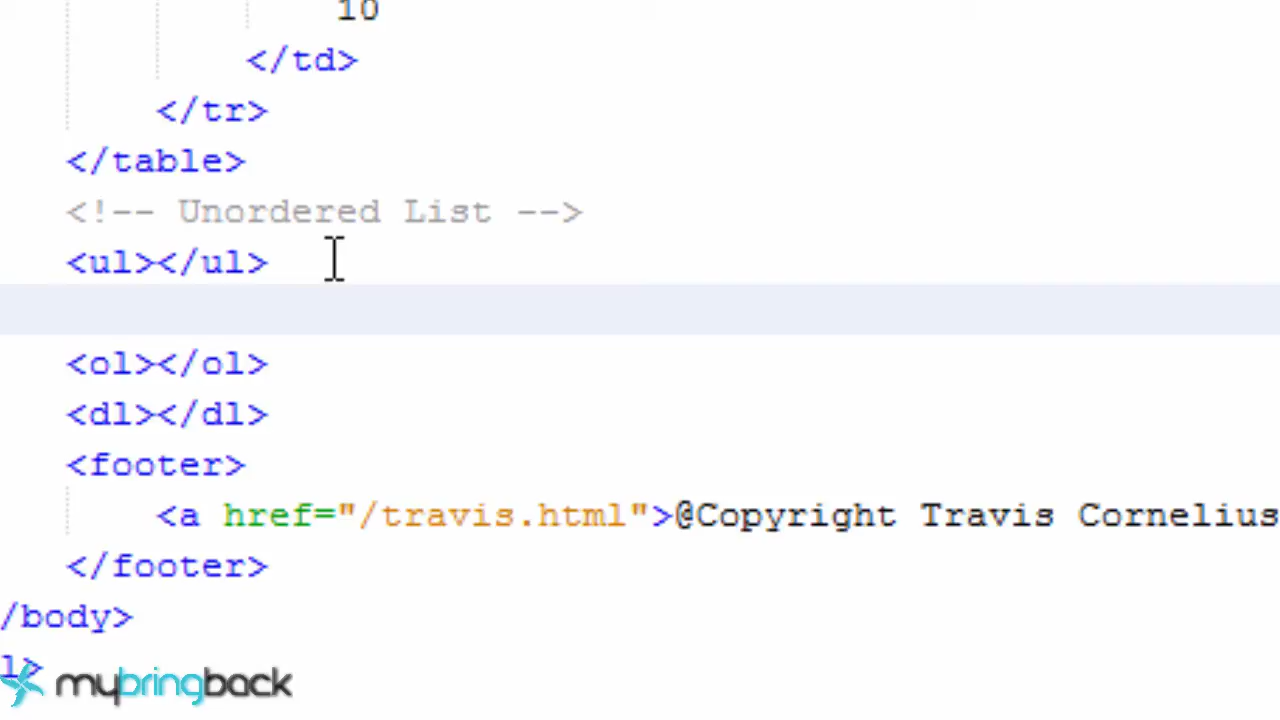 10
</td>
</tr>
</table>
<!-- Unordered List -->
<ul></ul>
<ol></ol>
<dl></dl>
<footer>
<a href="/travis.html">@Copyright Travis Cornelius
</footer>
/body>
l>
mybringback